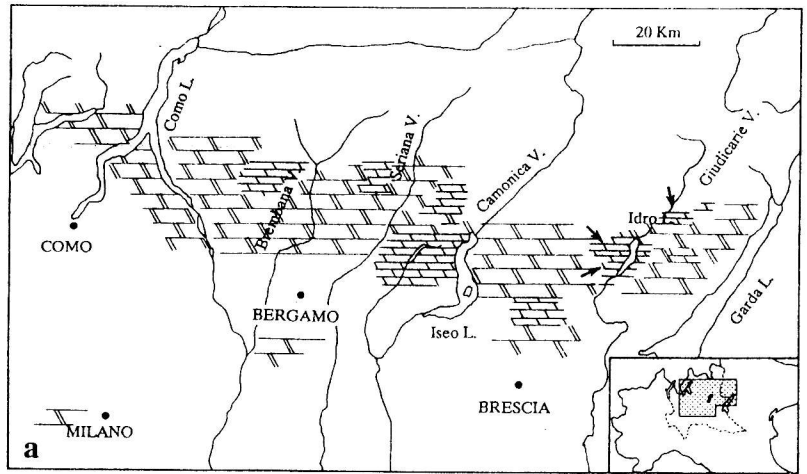 20 Km
Como L.
Seriana V.
Giudicarie V.
Camonica V.
Brembana V.
Idro L.
COMO
Garda L.
BERGAMO
Iseo L.
BRESCIA
MILANO
a